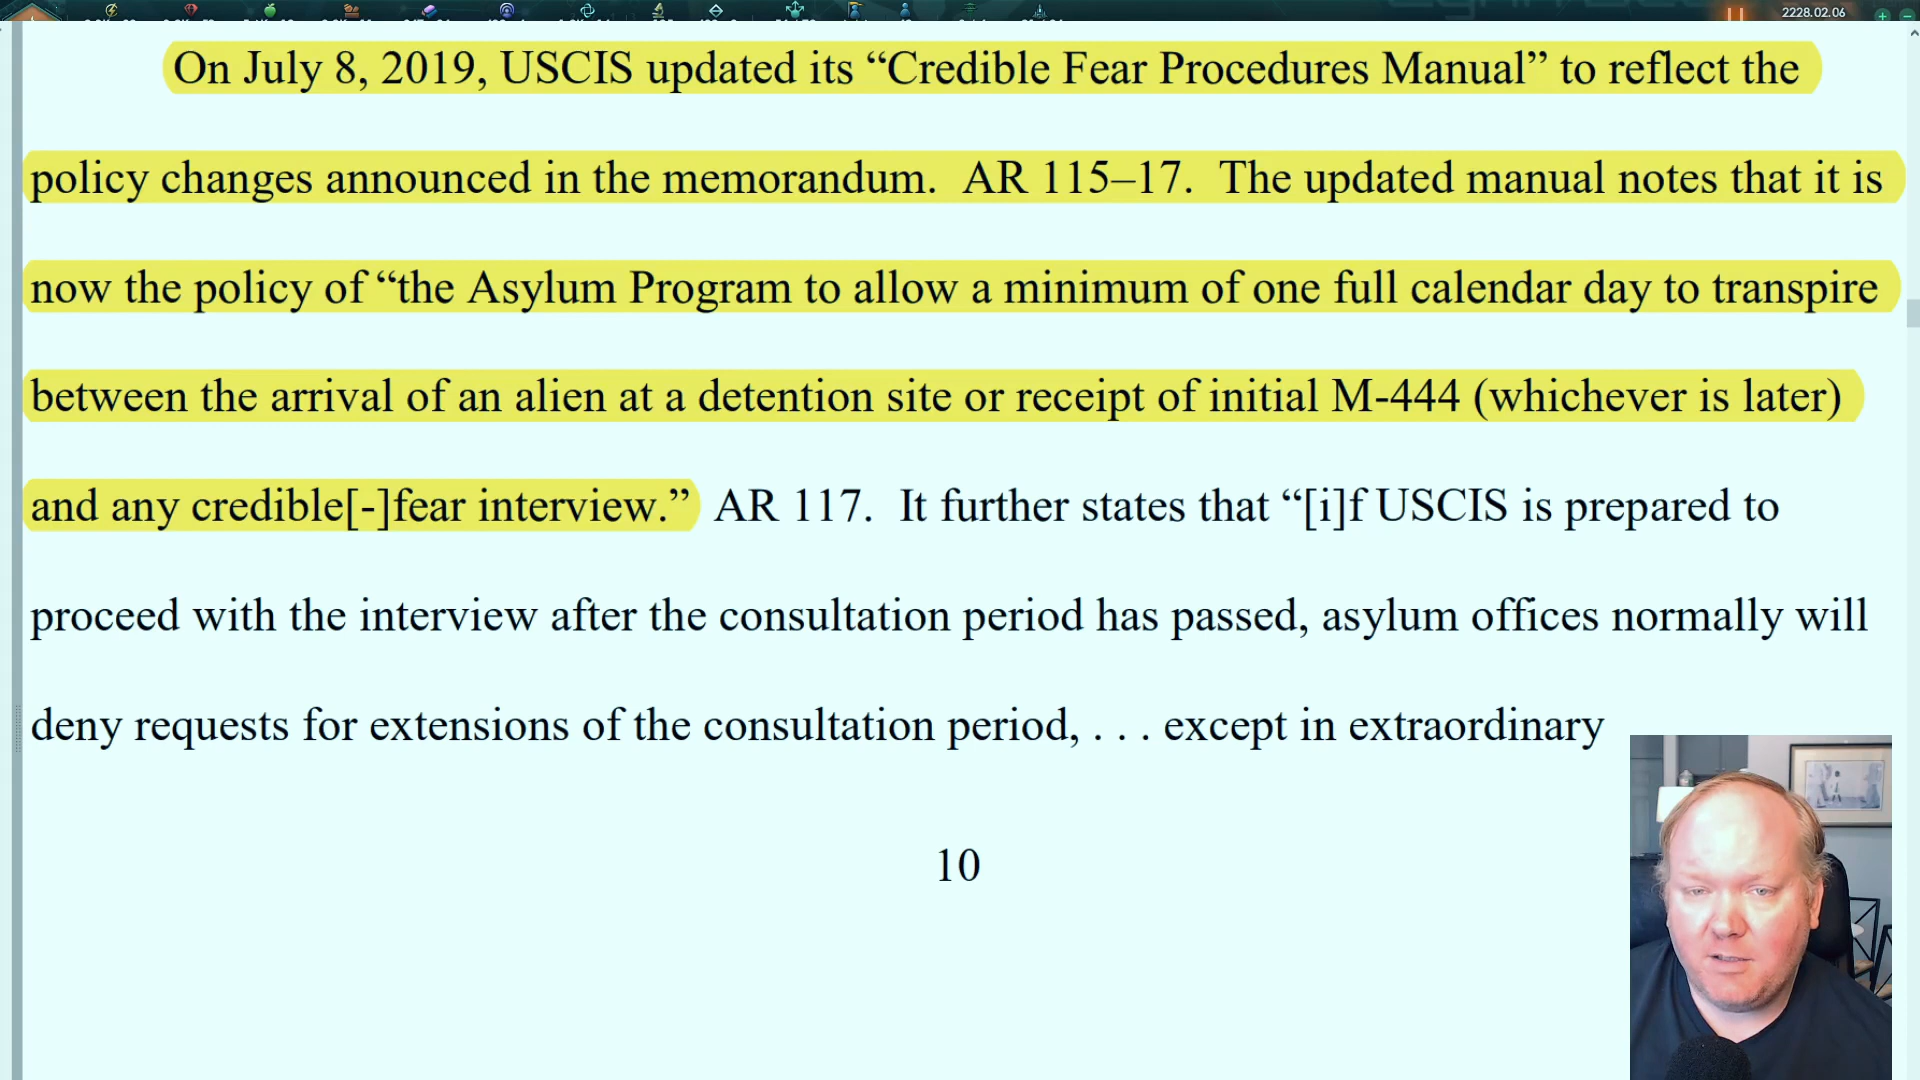 2228.02.06
On July 8, 2019, USCIS updated its “Credible Fear Procedures Manual” to reflect the
policy changes announced in the memorandum. AR 115–17. The updated manual notes that it is
now the policy of “the Asylum Program to allow a minimum of one full calendar day to transpire
between the arrival of an alien at a detention site or receipt of initial M-444 (whichever is later)
and any credible[-]fear interview.” AR 117. It further states that “[i]f USCIS is prepared to
proceed with the interview after the consultation period has passed, asylum offices normally will
deny requests for extensions of the consultation period, . . . except in extraordinary
10